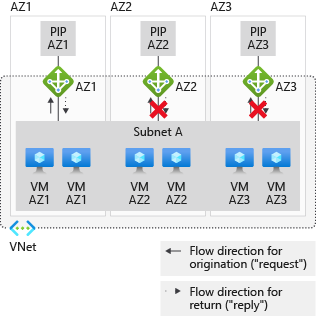 AZ1
AZ2
AZ3
PIP
AZ1
PIP
AZ2
PIP
AZ3
AZ1
AZ2
AZ3
Subnet A
VM
AZ1
VM
AZ1
VM
AZ2
VM
AZ2
VM
AZ3
VM
AZ3
VNet
Flow direction for
origination ("request")
Flow direction for
return ("reply")